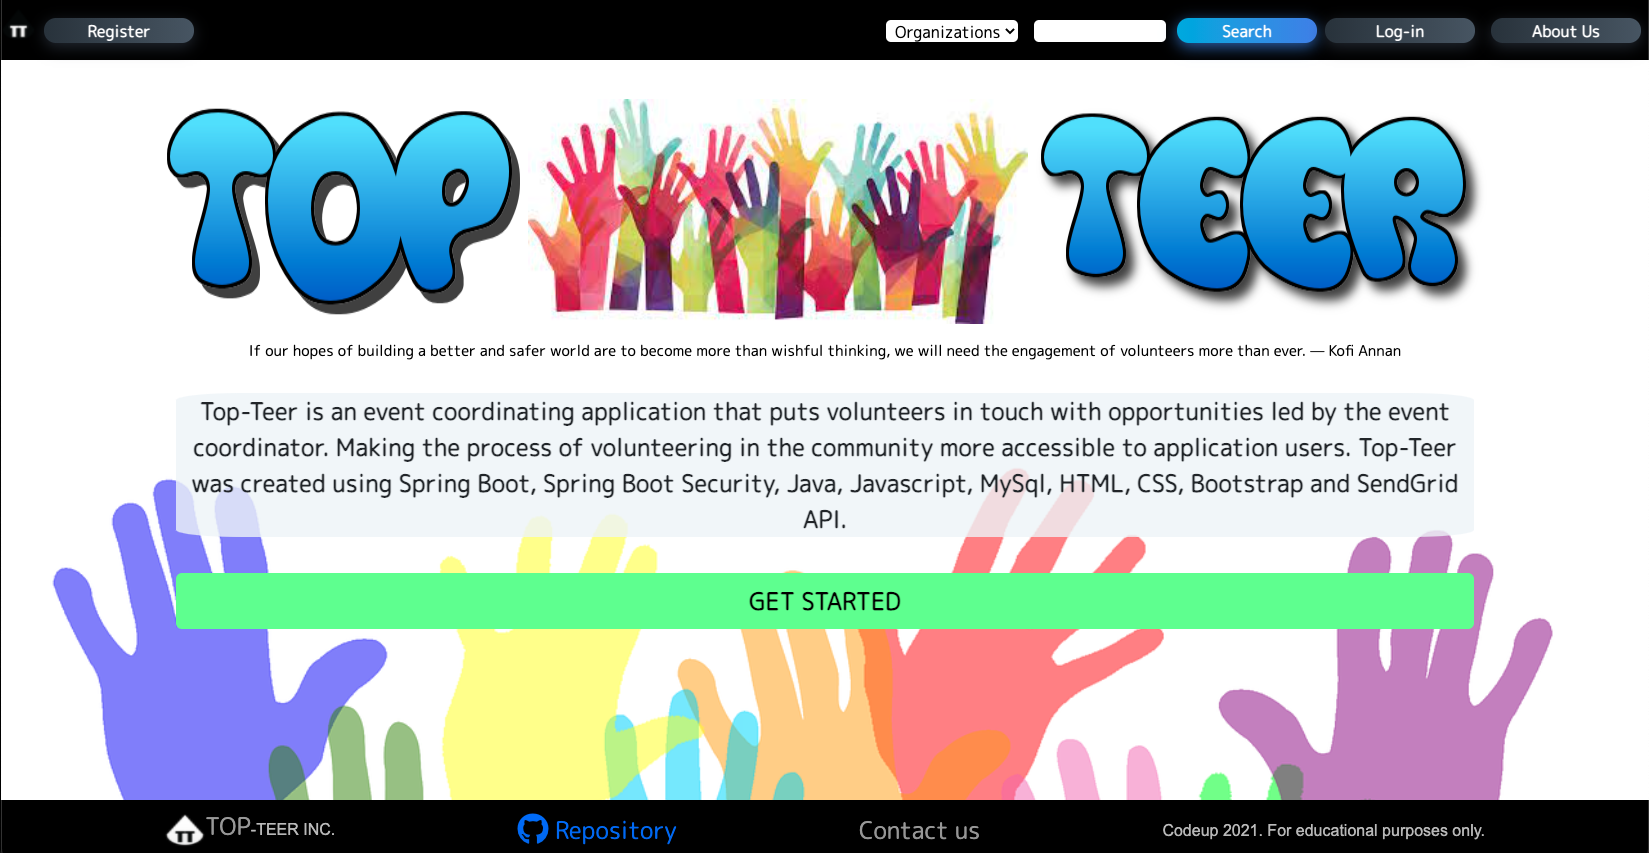 Register
Organizations
Search
Log-in
About Us
TOP
TEER
If our hopes of building a better and safer world are to become more than wishful thinking, we will need the engagement of volunteers more than ever. — Kofi Annan
Top-Teer is an event coordinating application that puts volunteers in touch with opportunities led by the event
coordinator. Making the process of volunteering in the community more accessible to application users. Top-Teer
was created using Spring Boot, Spring Boot Security, Java, Javascript, MySql, HTML, CSS, Bootstrap and SendGrid
API.
GET STARTED
TOP-TEER INC.
Repository
Contact us
Codeup 2021. For educational purposes only.